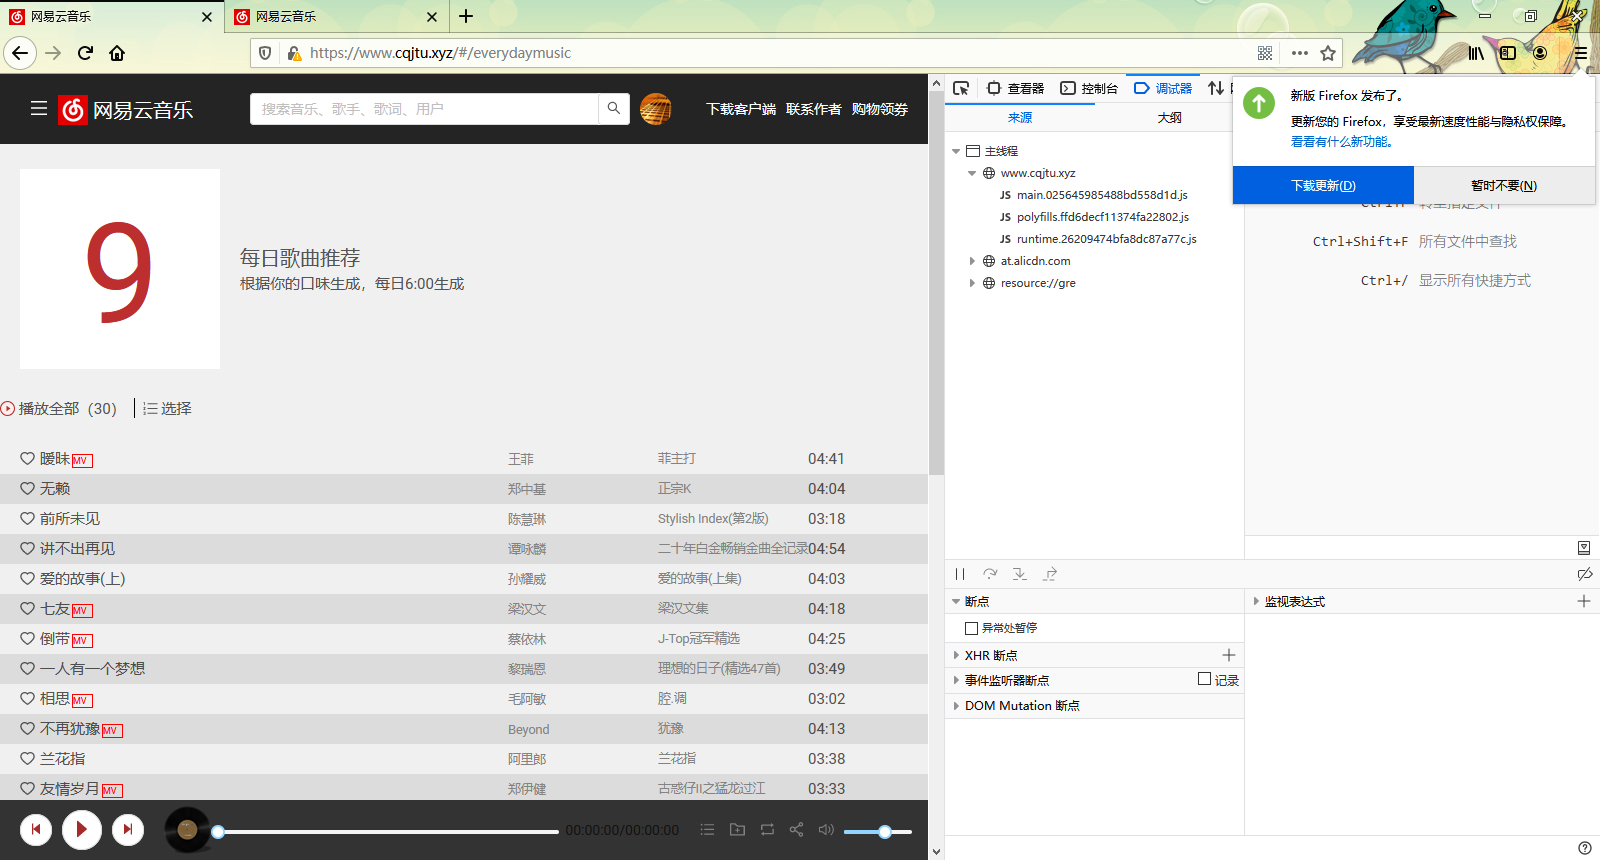 网易云音乐
网易云音乐
https://www.cqjtu.xyz/#/everydaymusic
网易云音乐
搜索音乐、歌手、歌词、用户
下载客户端 联系作者 购物领券
9
每日歌曲推荐
根据你的口味生成，每日6:00生成
播放全部（30）
选择
暧昧 MV 王菲 菲主打 04:41
无赖 郑中基 正宗K 04:04
前所未见 陈慧琳 Stylish Index(第2版) 03:18
讲不出再见 谭咏麟 二十年白金畅销金曲全记录 04:54
爱的故事(上) 孙耀威 爱的故事(上集) 04:03
七友 MV 梁汉文 梁汉文集 04:18
倒带 MV 蔡依林 J-Top冠军精选 04:25
一人有一个梦想 黎瑞恩 理想的日子(精选47首) 03:49
相思 MV 毛阿敏 腔.调 03:02
不再犹豫 MV Beyond 犹豫 04:13
兰花指 阿里郎 兰花指 03:38
友情岁月 MV 郑伊健 古惑仔II之猛龙过江 03:33
00:00:00/00:00:00
查看器 控制台 调试器
来源 大纲
主线程
www.cqjtu.xyz
JS main.025645985488bd558d1d.js
JS polyfills.ffd6decf11374fa22802.js
JS runtime.26209474bfa8dc87a77c.js
at.alicdn.com
resource://gre
新版 Firefox 发布了。
更新您的 Firefox，享受最新速度性能与隐私权保障。
看看有什么新功能。
下载更新(D)
暂时不要(N)
Ctrl+Shift+F 所有文件中查找
Ctrl+/ 显示所有快捷方式
断点
异常处暂停
XHR 断点
事件监听器断点 记录
DOM Mutation 断点
监视表达式